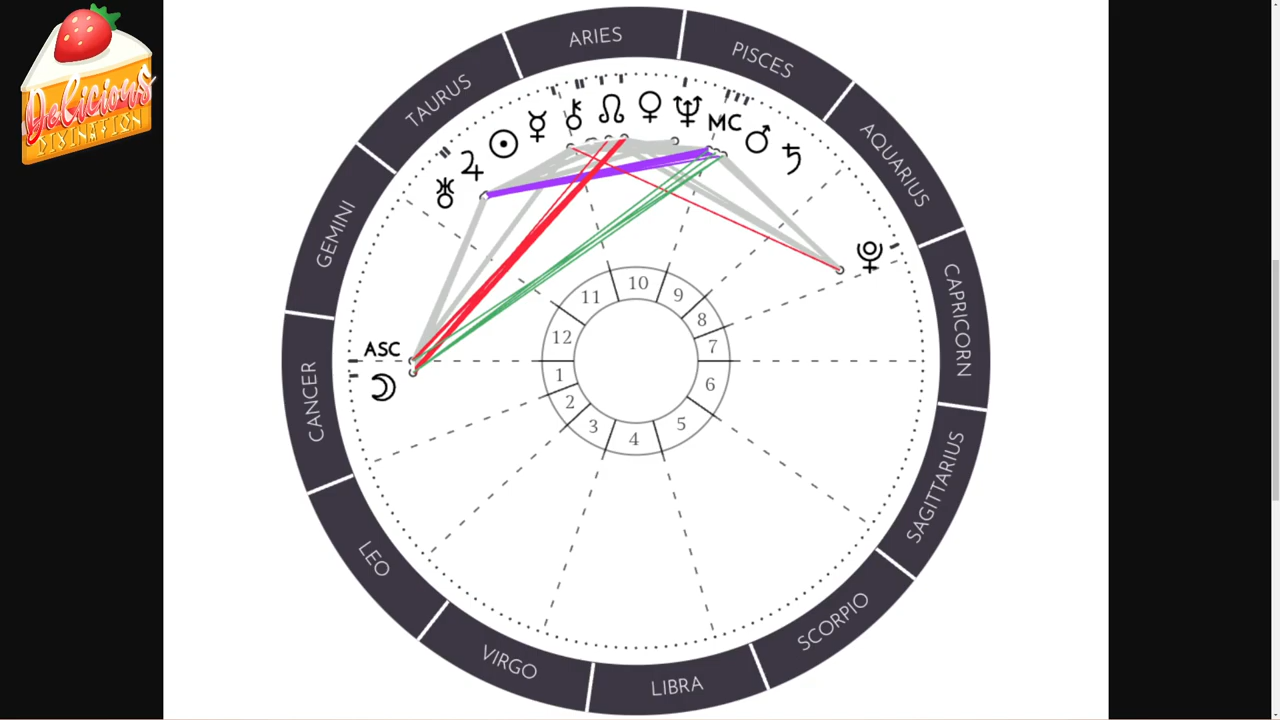 Delicious
DIVINATION
ARIES
PISCES
TAURUS
AQUARIUS
MC
GEMINI
CAPRICORN
11
10
9
8
12
7
ASC
1
6
2
3
4
5
CANCER
SAGITTARIUS
LEO
SCORPIO
VIRGO
LIBRA